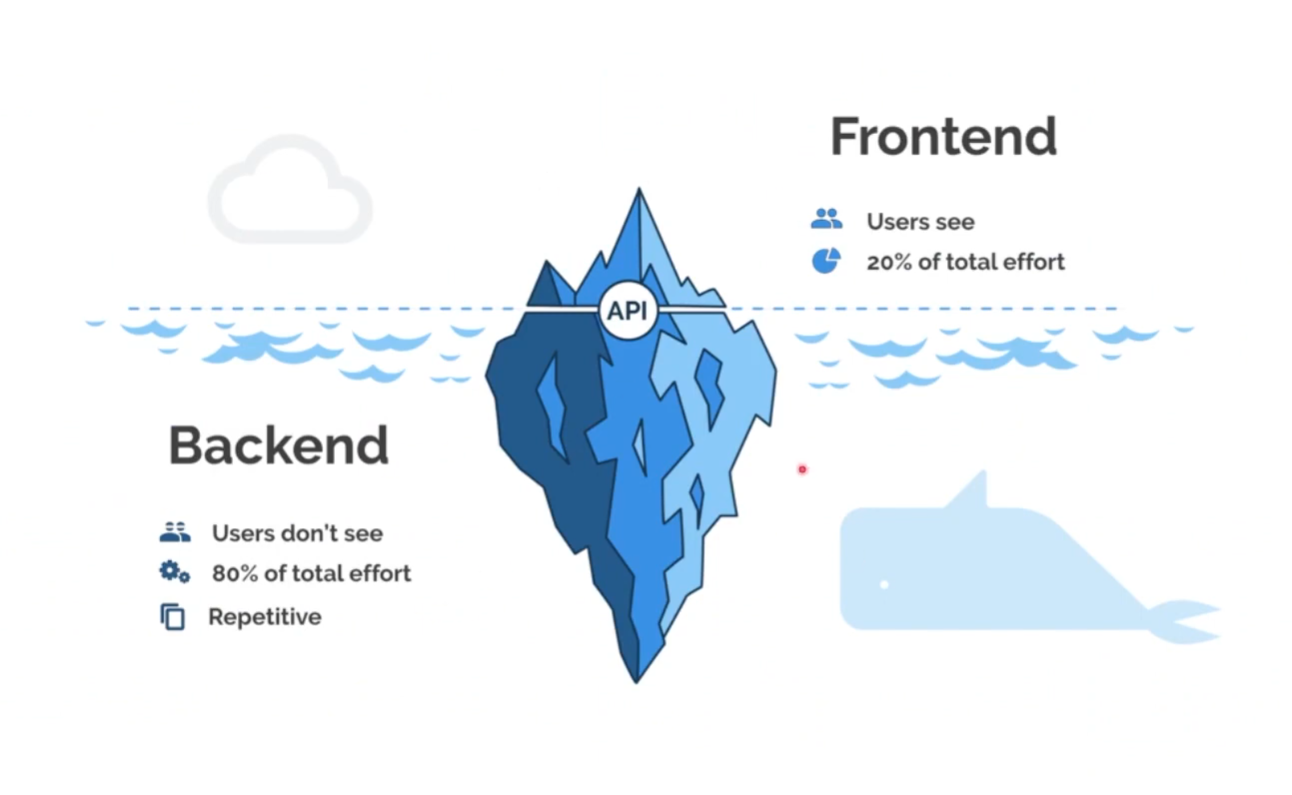 Frontend
Users see
20% of total effort
API
Backend
Users don't see
80% of total effort
Repetitive